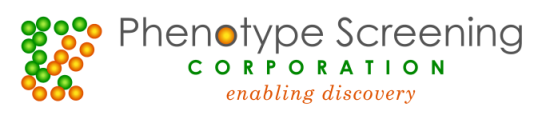 Phenotype Screening
CORPORATION
enabling discovery